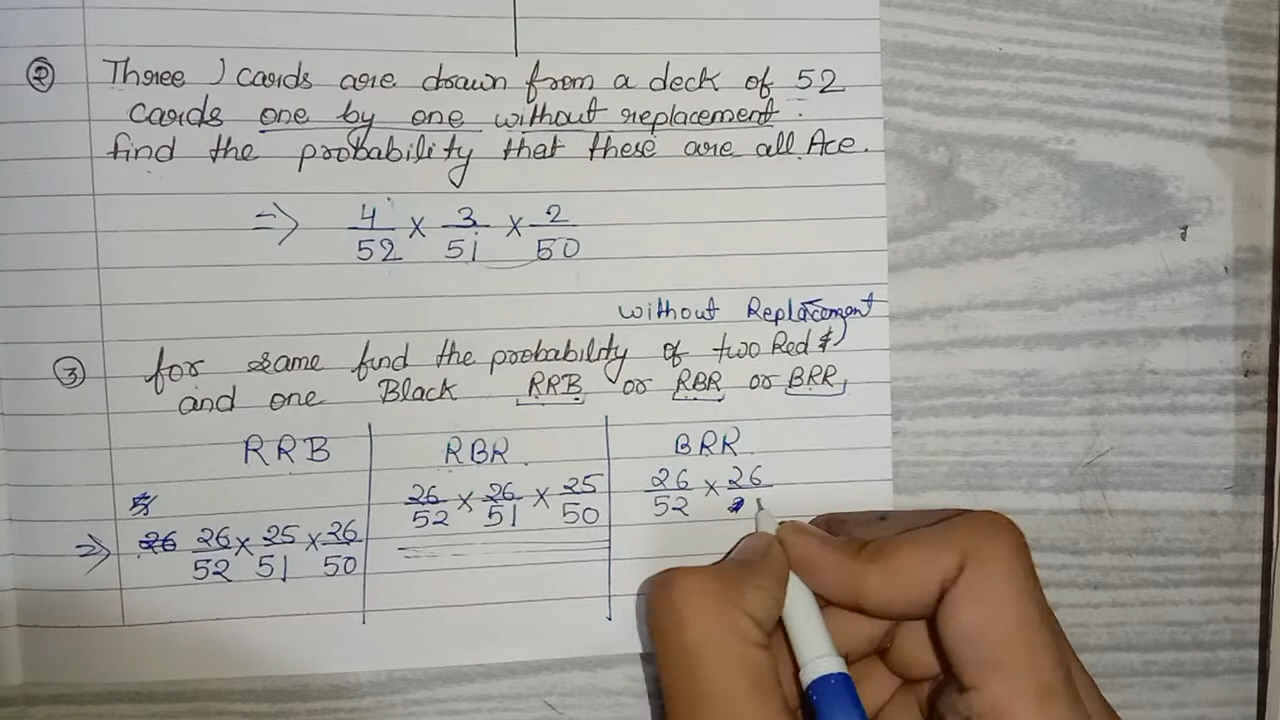 ② Three cards are drawn from a deck of 52
cards one by one without replacement.
find the probability that these are all Ace.
=> 4/52 × 3/51 × 2/50
without Replacement
③ for same find the probability of two Red &
and one Black RRB or RBR or BRR,
RRB RBR BRR
26/52 × 26/51 × 25/50 26/52 × 26
=> 26 26/52 × 25/51 × 26/50